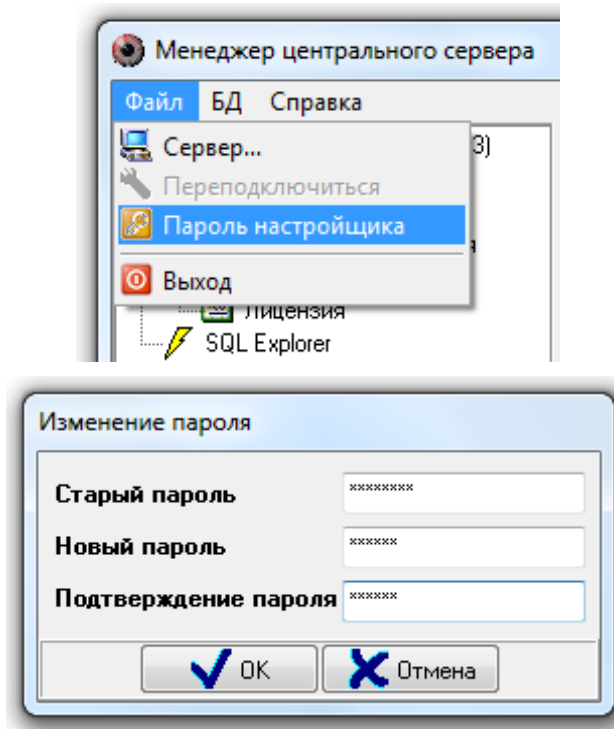 Менеджер центрального сервера
Файл БД Справка
Сервер... 3)
Переподключиться
Пароль настройщика
я
Выход
Лицензия
SQL Explorer
Изменение пароля
Старый пароль ********
Новый пароль ******
Подтверждение пароля ******
OK Отмена